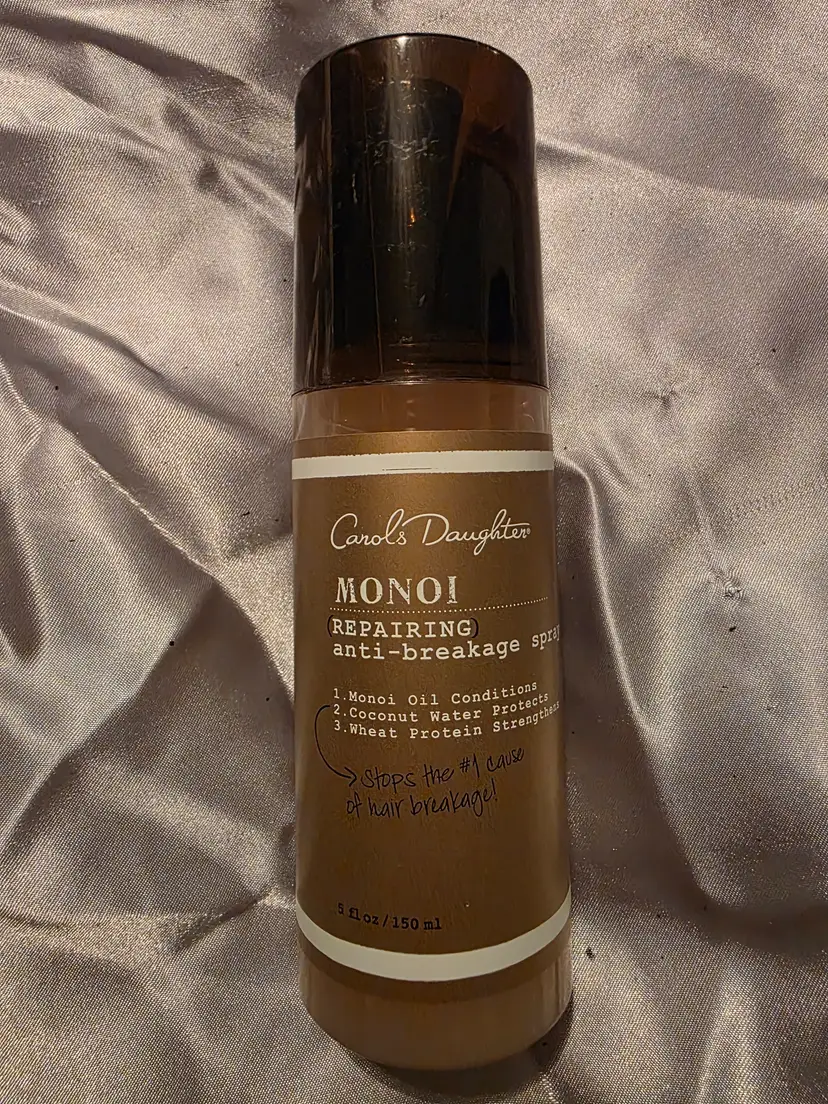 Carol's Daughter®
MONOI
(REPAIRING)
anti-breakage spray
1.Monoi Oil Conditions
2.Coconut Water Protects
3.Wheat Protein Strengthens
stops the #1 cause
of hair breakage!
5 fl oz / 150 ml